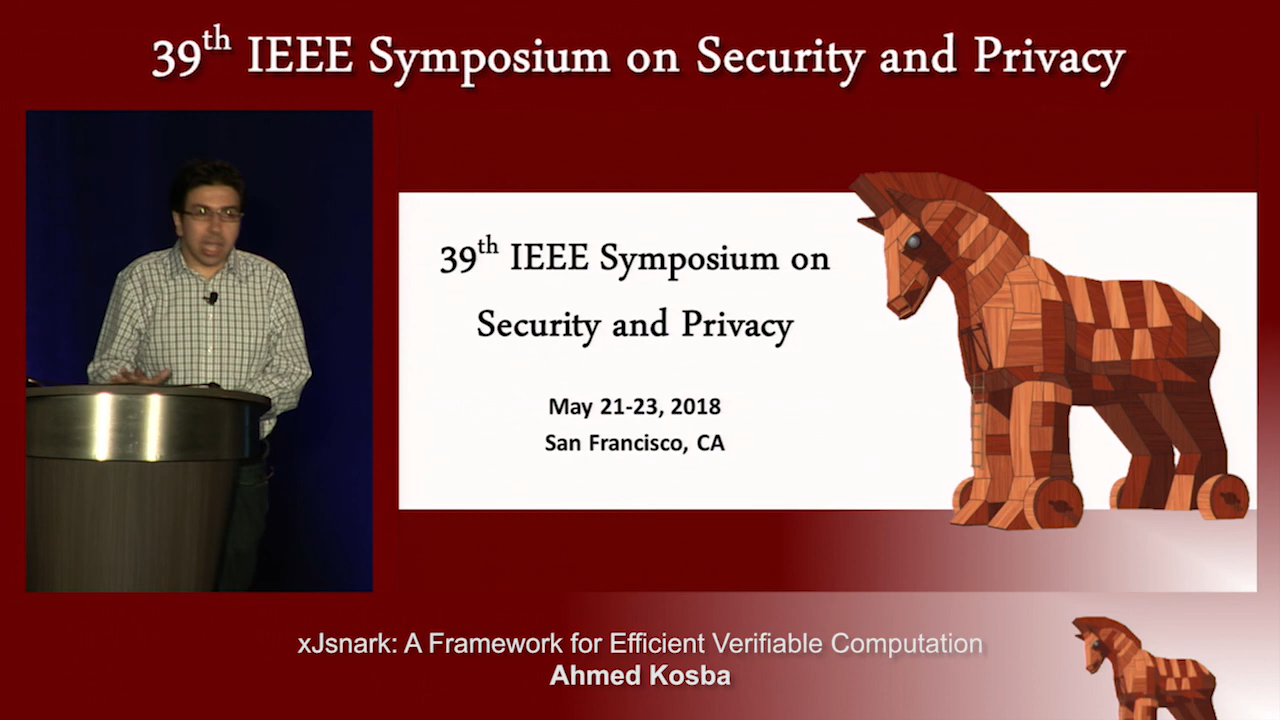 39th IEEE Symposium on Security and Privacy
39th IEEE Symposium on
Security and Privacy
May 21-23, 2018
San Francisco, CA
xJsnark: A Framework for Efficient Verifiable Computation
Ahmed Kosba